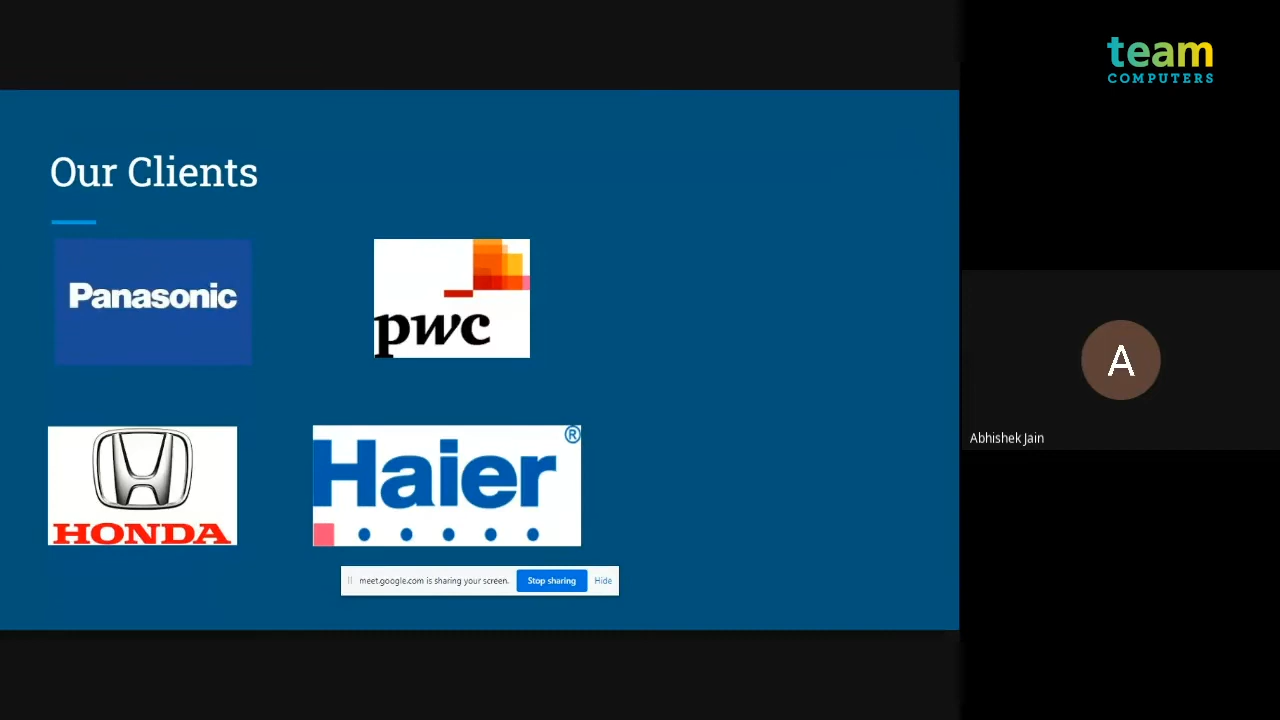 team
COMPUTERS
Our Clients
Panasonic
pwc
HONDA
Haier®
meet.google.com is sharing your screen. Stop sharing Hide
A
Abhishek Jain